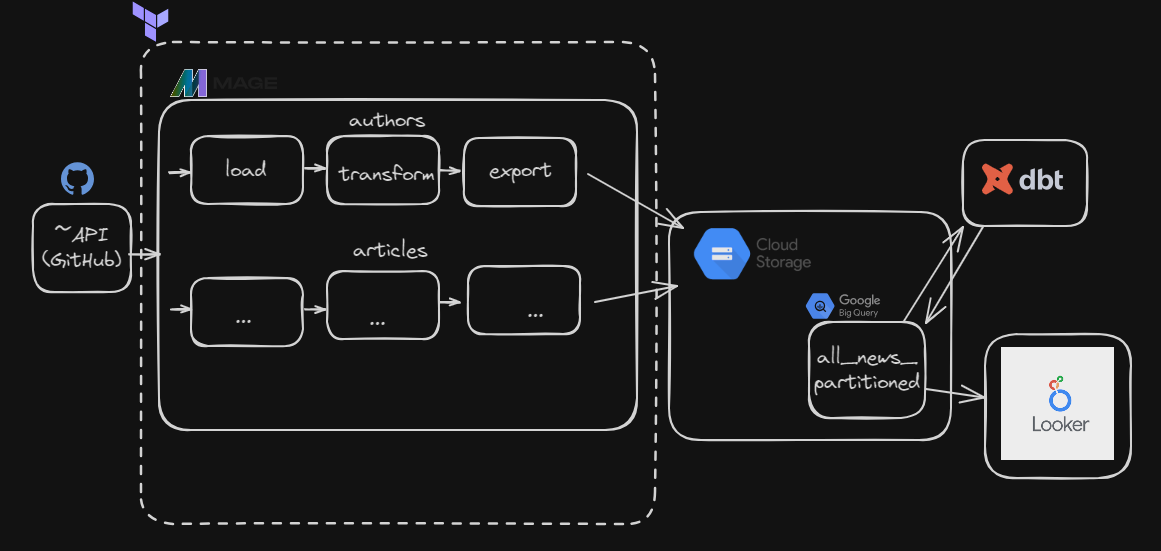 MAGE
authors
load
transform
export
~API
(GitHub)
articles
...
...
...
Cloud
Storage
Google
Big Query
all_news_
partitioned
dbt
Looker